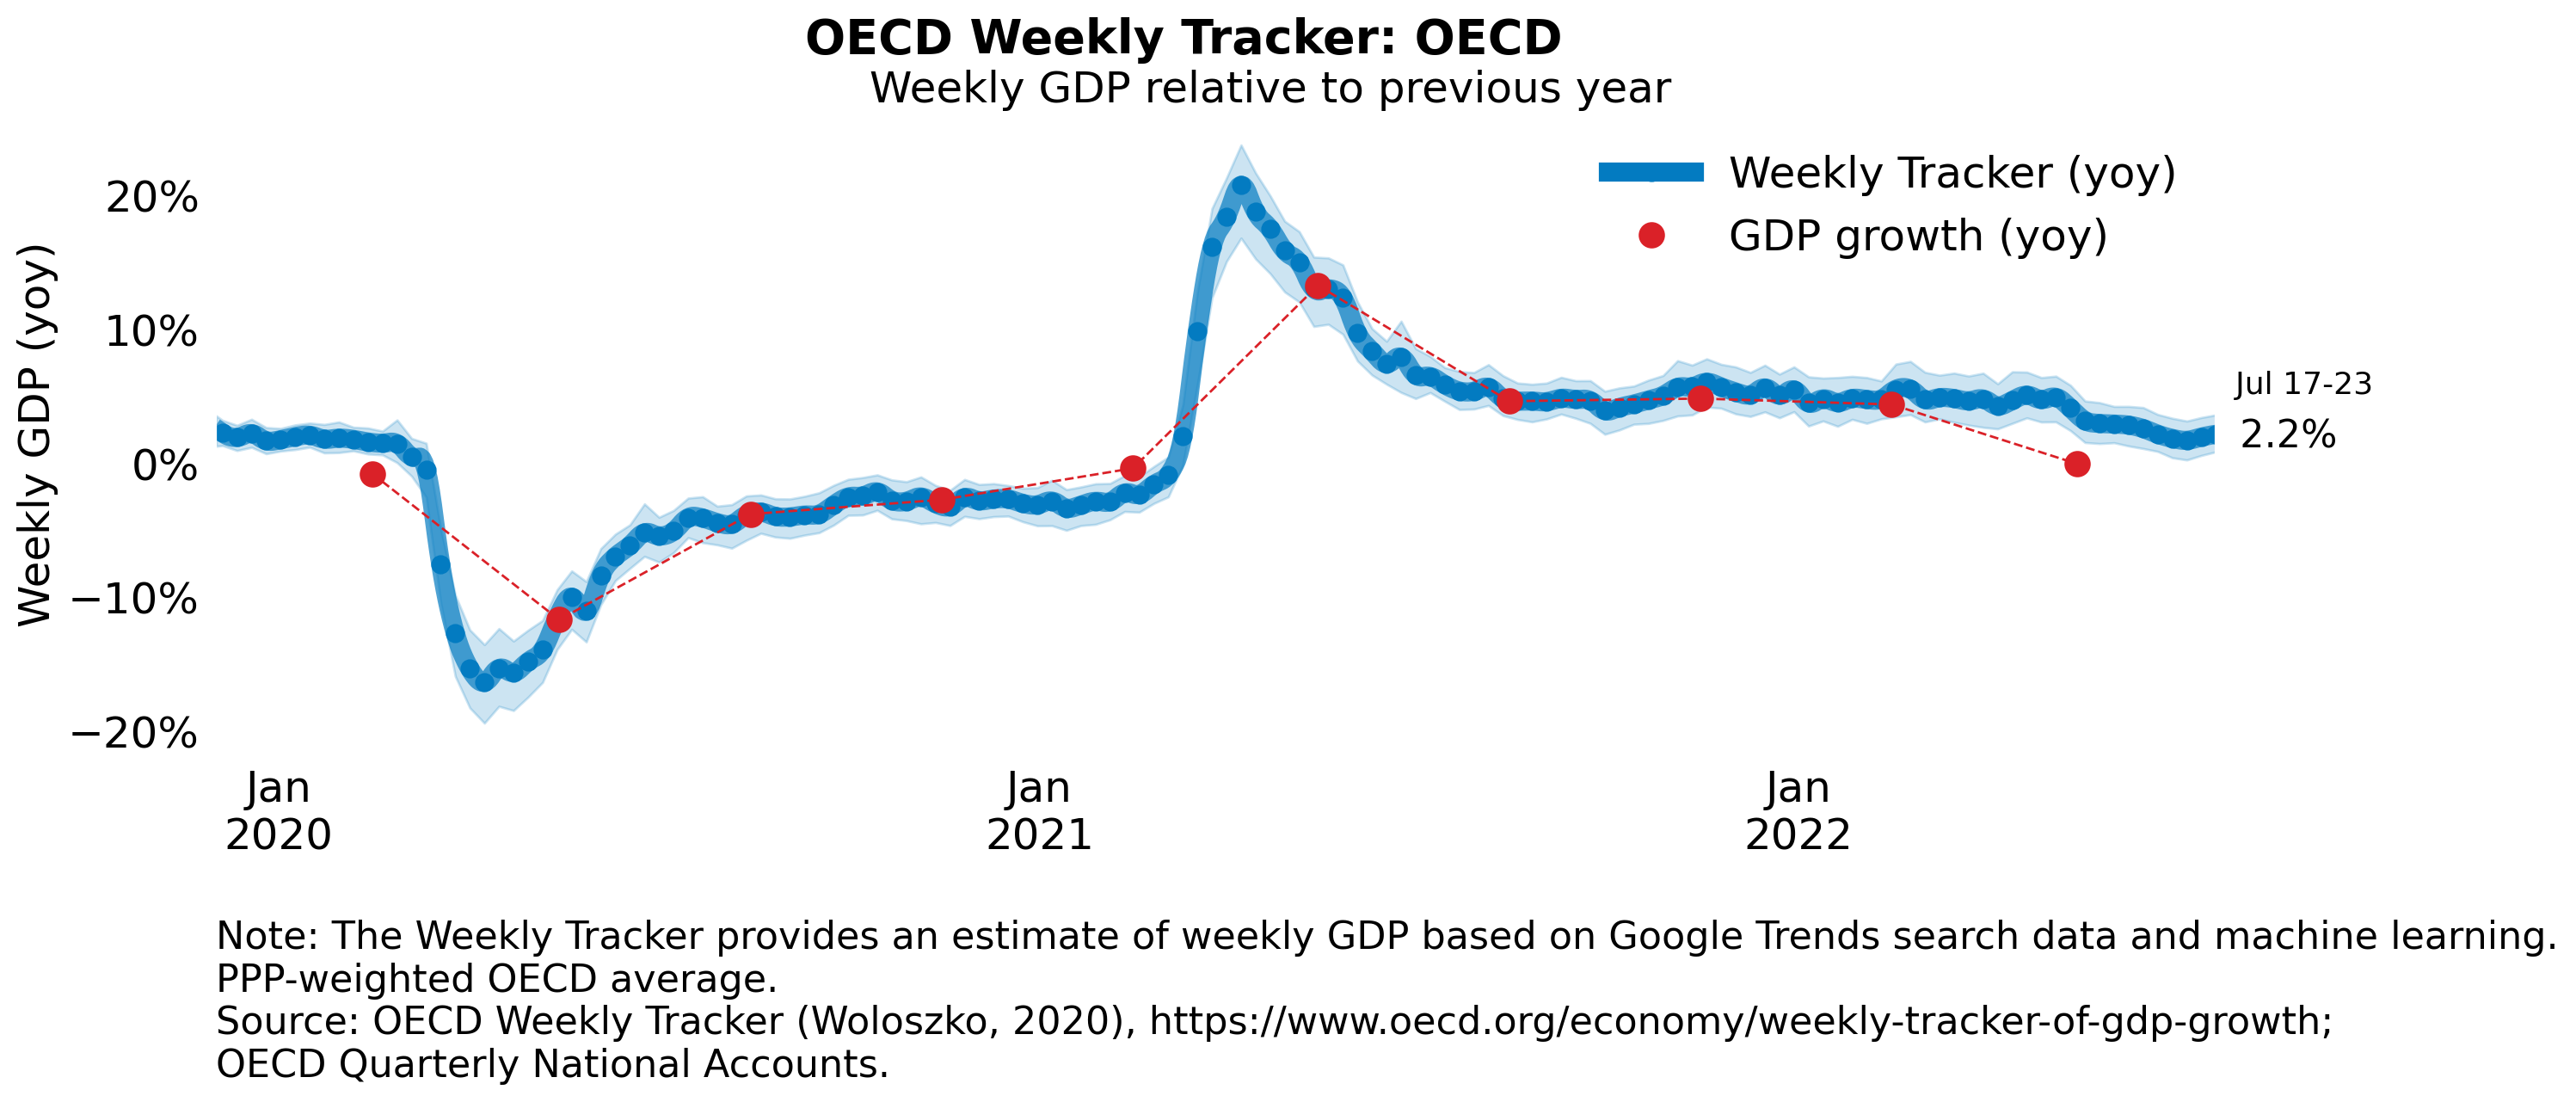 OECD Weekly Tracker: OECD
Weekly GDP relative to previous year
Weekly Tracker (yoy)
GDP growth (yoy)
Weekly GDP (yoy)
20%
10%
0%
−10%
−20%
Jul 17-23
2.2%
Jan
2020
Jan
2021
Jan
2022
Note: The Weekly Tracker provides an estimate of weekly GDP based on Google Trends search data and machine learning.
PPP-weighted OECD average.
Source: OECD Weekly Tracker (Woloszko, 2020), https://www.oecd.org/economy/weekly-tracker-of-gdp-growth;
OECD Quarterly National Accounts.